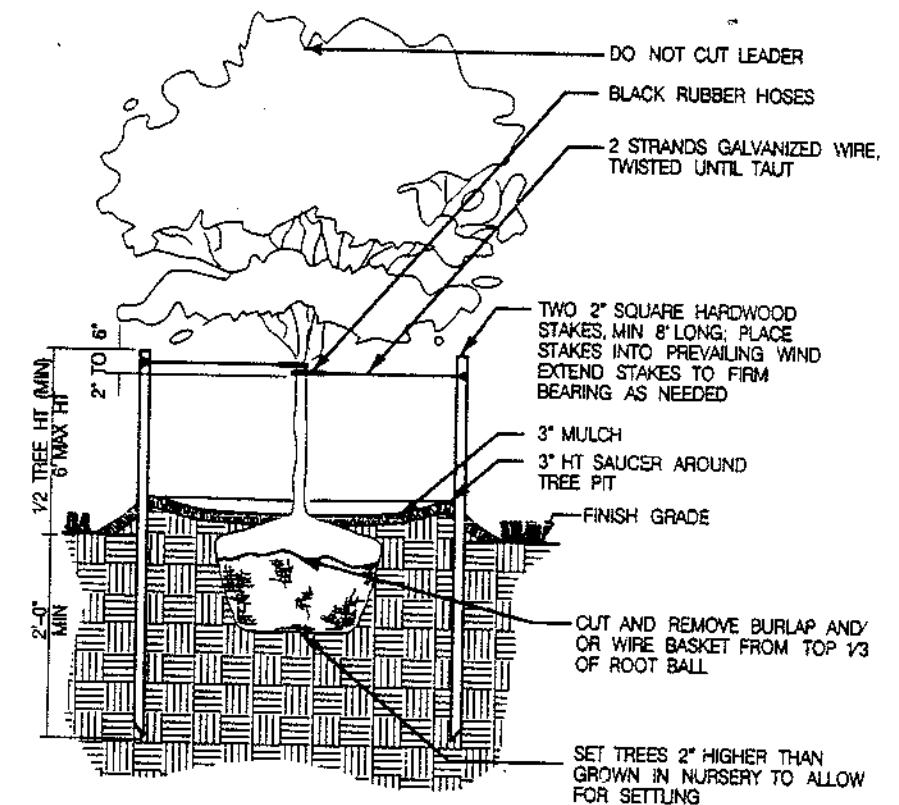 DO NOT CUT LEADER
BLACK RUBBER HOSES
2 STRANDS GALVANIZED WIRE,
TWISTED UNTIL TAUT
TWO 2" SQUARE HARDWOOD
STAKES, MIN 8' LONG; PLACE
STAKES INTO PREVAILING WIND
EXTEND STAKES TO FIRM
BEARING AS NEEDED
2" TO 6"
1/2 TREE HT (MIN)
6'MAX HT
3" MULCH
3" HT SAUCER AROUND
TREE PIT
FINISH GRADE
2'-0"
MIN
CUT AND REMOVE BURLAP AND/
OR WIRE BASKET FROM TOP 1/3
OF ROOT BALL
SET TREES 2" HIGHER THAN
GROWN IN NURSERY TO ALLOW
FOR SETTLING